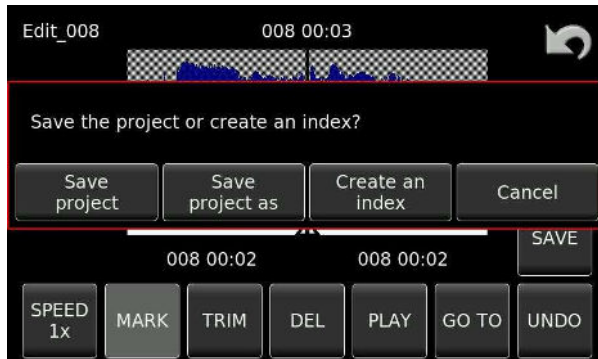 Edit_008 008 00:03
Save the project or create an index?
Save project
Save project as
Create an index
Cancel
SAVE
008 00:02 008 00:02
SPEED 1x
MARK
TRIM
DEL
PLAY
GO TO
UNDO